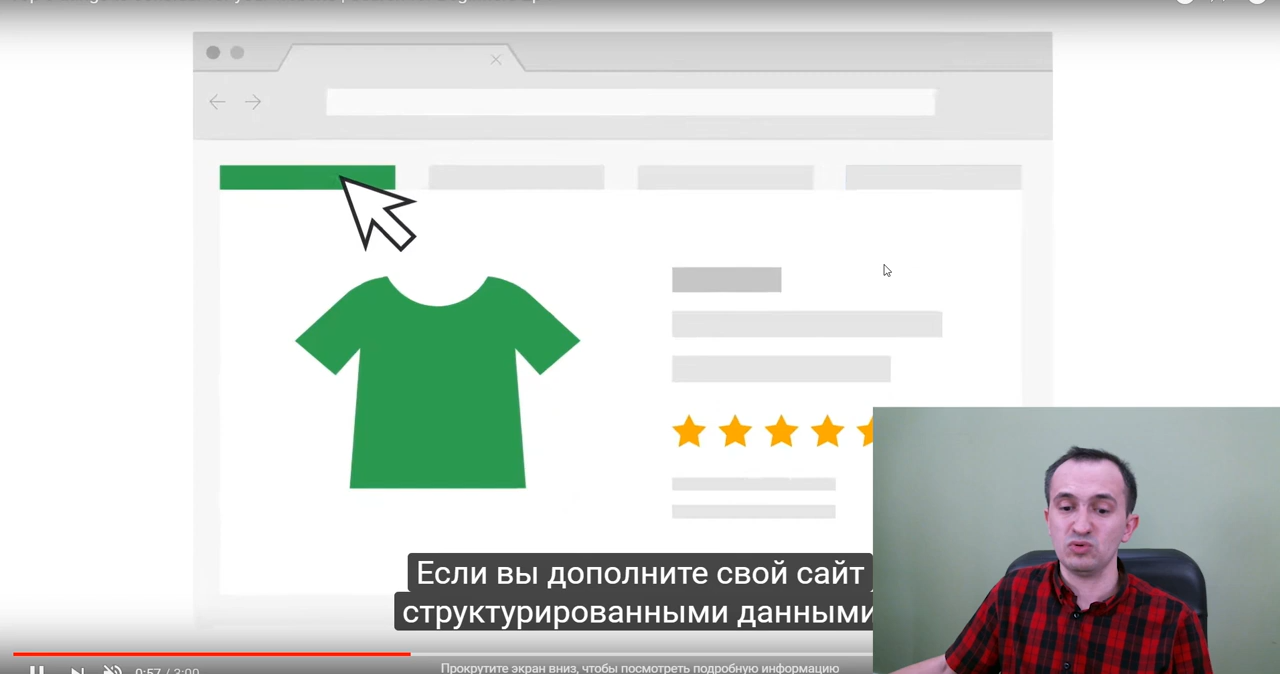 Если вы дополните свой сайт
структурированными данными
0:57 / 3:00
Прокрутите экран вниз, чтобы посмотреть подробную информацию